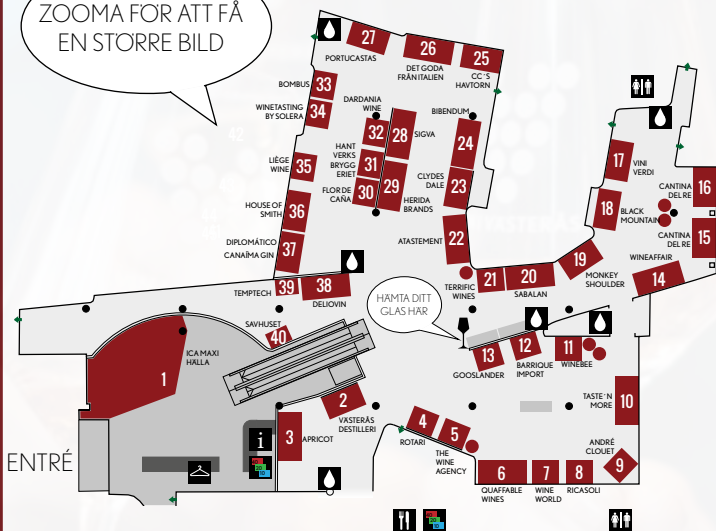 ZOOMA FÖR ATT FÅ
EN STÖRRE BILD
27
PORTUCASTAS
26
DET GODA
FRÅN ITALIEN
25
CC´S
HAVTORN
BOMBUS
33
WINETASTING
BY SOLERA
34
DARDANIA
WINE
32
28
SIGVA
BIBENDUM
24
HANT
VERKS
BRYGG
ERIET
31
LIÈGE
WINE
35
FLOR DE
CAÑA
30
29
HERIDA
BRANDS
CLYDES
DALE
23
HOUSE OF
SMITH
36
DIPLOMÁTICO
CANAÏMA GIN
37
ATASTEMENT
22
17
VINI
VERDI
CANTINA
DEL RE
16
18
BLACK
MOUNTAIN
CANTINA
DEL RE
15
WINEAFFAIR
14
19
MONKEY
SHOULDER
TERRIFIC
WINES
21
20
SABALAN
TEMPTECH
39
38
DELIOVIN
HÄMTA DITT
GLAS HÄR
SAVHUSET
40
ICA MAXI
HÄLLA
1
13
GOOSLANDER
12
BARRIQUE
IMPORT
11
WINEBEE
TASTE´N
MORE
10
2
VÄSTERÅS
DESTILLERI
3
APRICOT
4
ROTARI
5
THE
WINE
AGENCY
ANDRÉ
CLOUET
9
6
QUAFFABLE
WINES
7
WINE
WORLD
8
RICASOLI
ENTRÉ
i
42